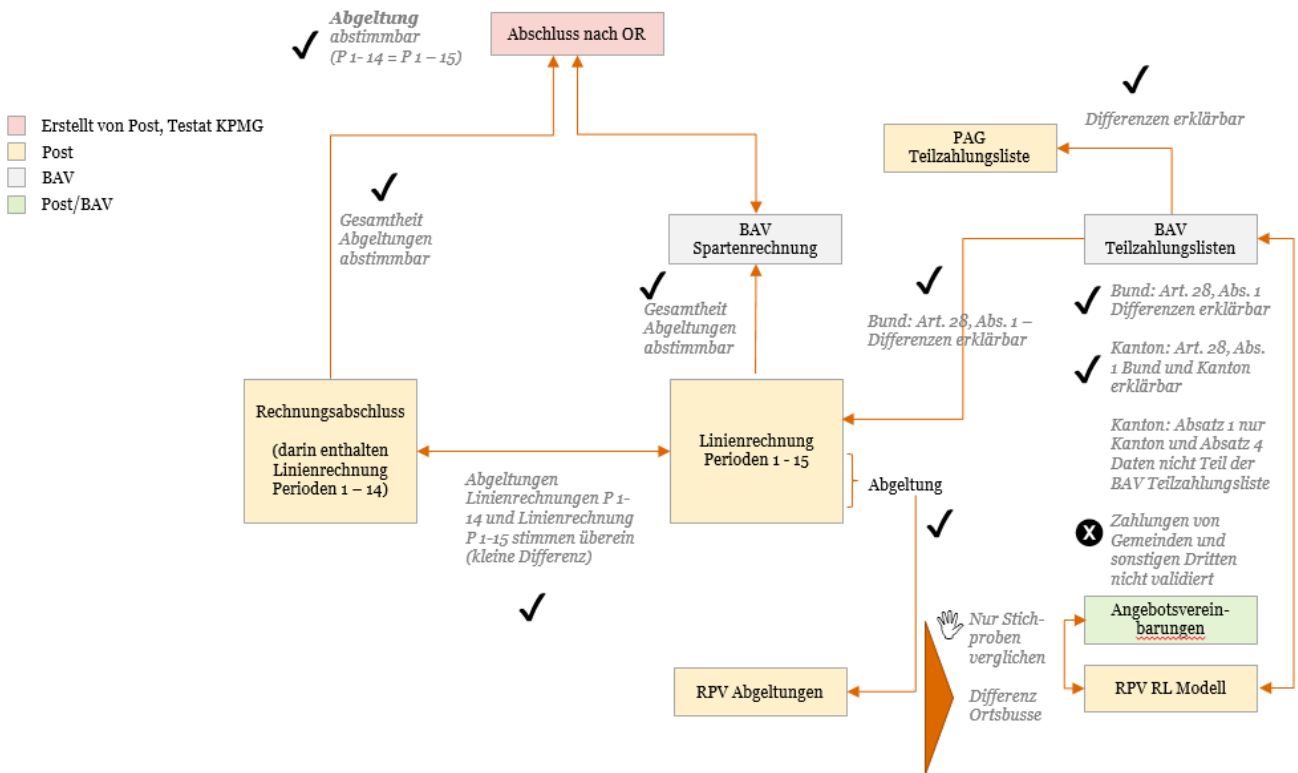 Abgeltung
abstimmbar
(P 1- 14 = P 1 – 15)
Abschluss nach OR
Erstellt von Post, Testat KPMG
Post
BAV
Post/BAV
Differenzen erklärbar
PAG
Teilzahlungsliste
Gesamtheit
Abgeltungen
abstimmbar
BAV
Spartenrechnung
BAV
Teilzahlungslisten
Gesamtheit
Abgeltungen
abstimmbar
Bund: Art. 28, Abs. 1 –
Differenzen erklärbar
Bund: Art. 28, Abs. 1
Differenzen erklärbar
Kanton: Art. 28, Abs.
1 Bund und Kanton
erklärbar
Kanton: Absatz 1 nur
Kanton und Absatz 4
Daten nicht Teil der
BAV Teilzahlungsliste
Rechnungsabschluss
(darin enthalten
Linienrechnung
Perioden 1 – 14)
Linienrechnung
Perioden 1 - 15
Abgeltung
Abgeltungen
Linienrechnungen P 1-
14 und Linienrechnung
P 1-15 stimmen überein
(kleine Differenz)
X
Zahlungen von
Gemeinden und
sonstigen Dritten
nicht validiert
Nur Stich-
proben
verglichen
Differenz
Ortsbusse
Angebotsverein-
barungen
RPV Abgeltungen
RPV RL Modell